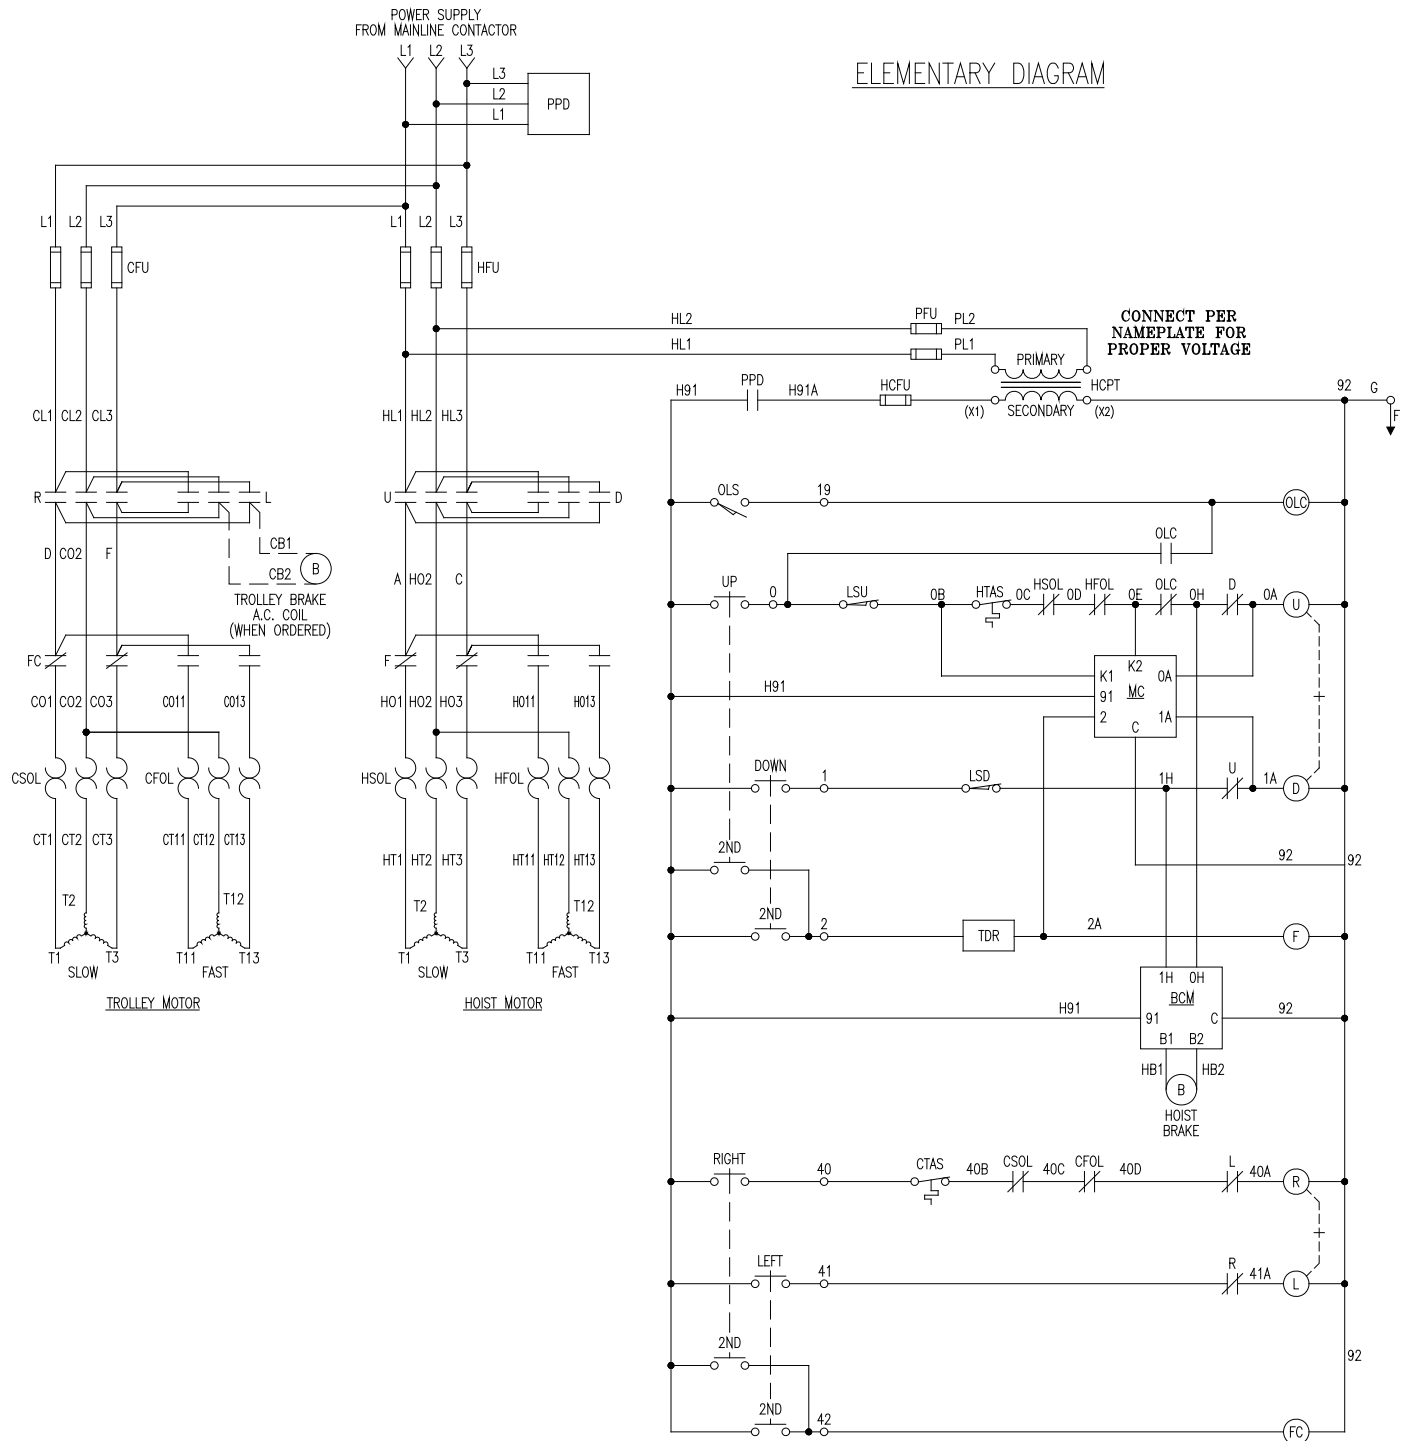 POWER SUPPLY
FROM MAINLINE CONTACTOR
L1 L2 L3
ELEMENTARY DIAGRAM
L3
L2
L1
PPD
L1 L2 L3
L1 L2 L3
CFU
HFU
HL2
PFU
PL2
HL1
PL1
CONNECT PER
NAMEPLATE FOR
PROPER VOLTAGE
PRIMARY
HCPT
H91
PPD
H91A
HCFU
(X1)
SECONDARY
(X2)
92
G
F
CL1 CL2 CL3
HL1 HL2 HL3
R
L
U
D
OLS
19
OLC
OLC
D CO2 F
CB1
CB2
B
TROLLEY BRAKE
A.C. COIL
(WHEN ORDERED)
A HO2 C
UP
0
LSU
0B
HTAS
0C
HSOL
0D
HFOL
0E
OLC
0H
D
0A
U
FC
F
K2
K1
0A
91
MC
2
1A
C
H91
CO1 CO2 CO3
CO11
CO13
HO1 HO2 HO3
HO11
HO13
CSOL
CFOL
HSOL
HFOL
DOWN
1
LSD
1H
U
1A
D
CT1 CT2 CT3
CT11 CT12 CT13
HT1 HT2 HT3
HT11 HT12 HT13
2ND
92
92
T2
T12
T2
T12
2ND
2
TDR
2A
F
T1 T3
T11 T13
T1 T3
T11 T13
SLOW
FAST
SLOW
FAST
TROLLEY MOTOR
HOIST MOTOR
1H 0H
BCM
91
C
B1 B2
H91
92
HB1
HB2
B
HOIST
BRAKE
RIGHT
40
CTAS
40B
CSOL
40C
CFOL
40D
L
40A
R
LEFT
41
R
41A
L
2ND
92
2ND
42
FC